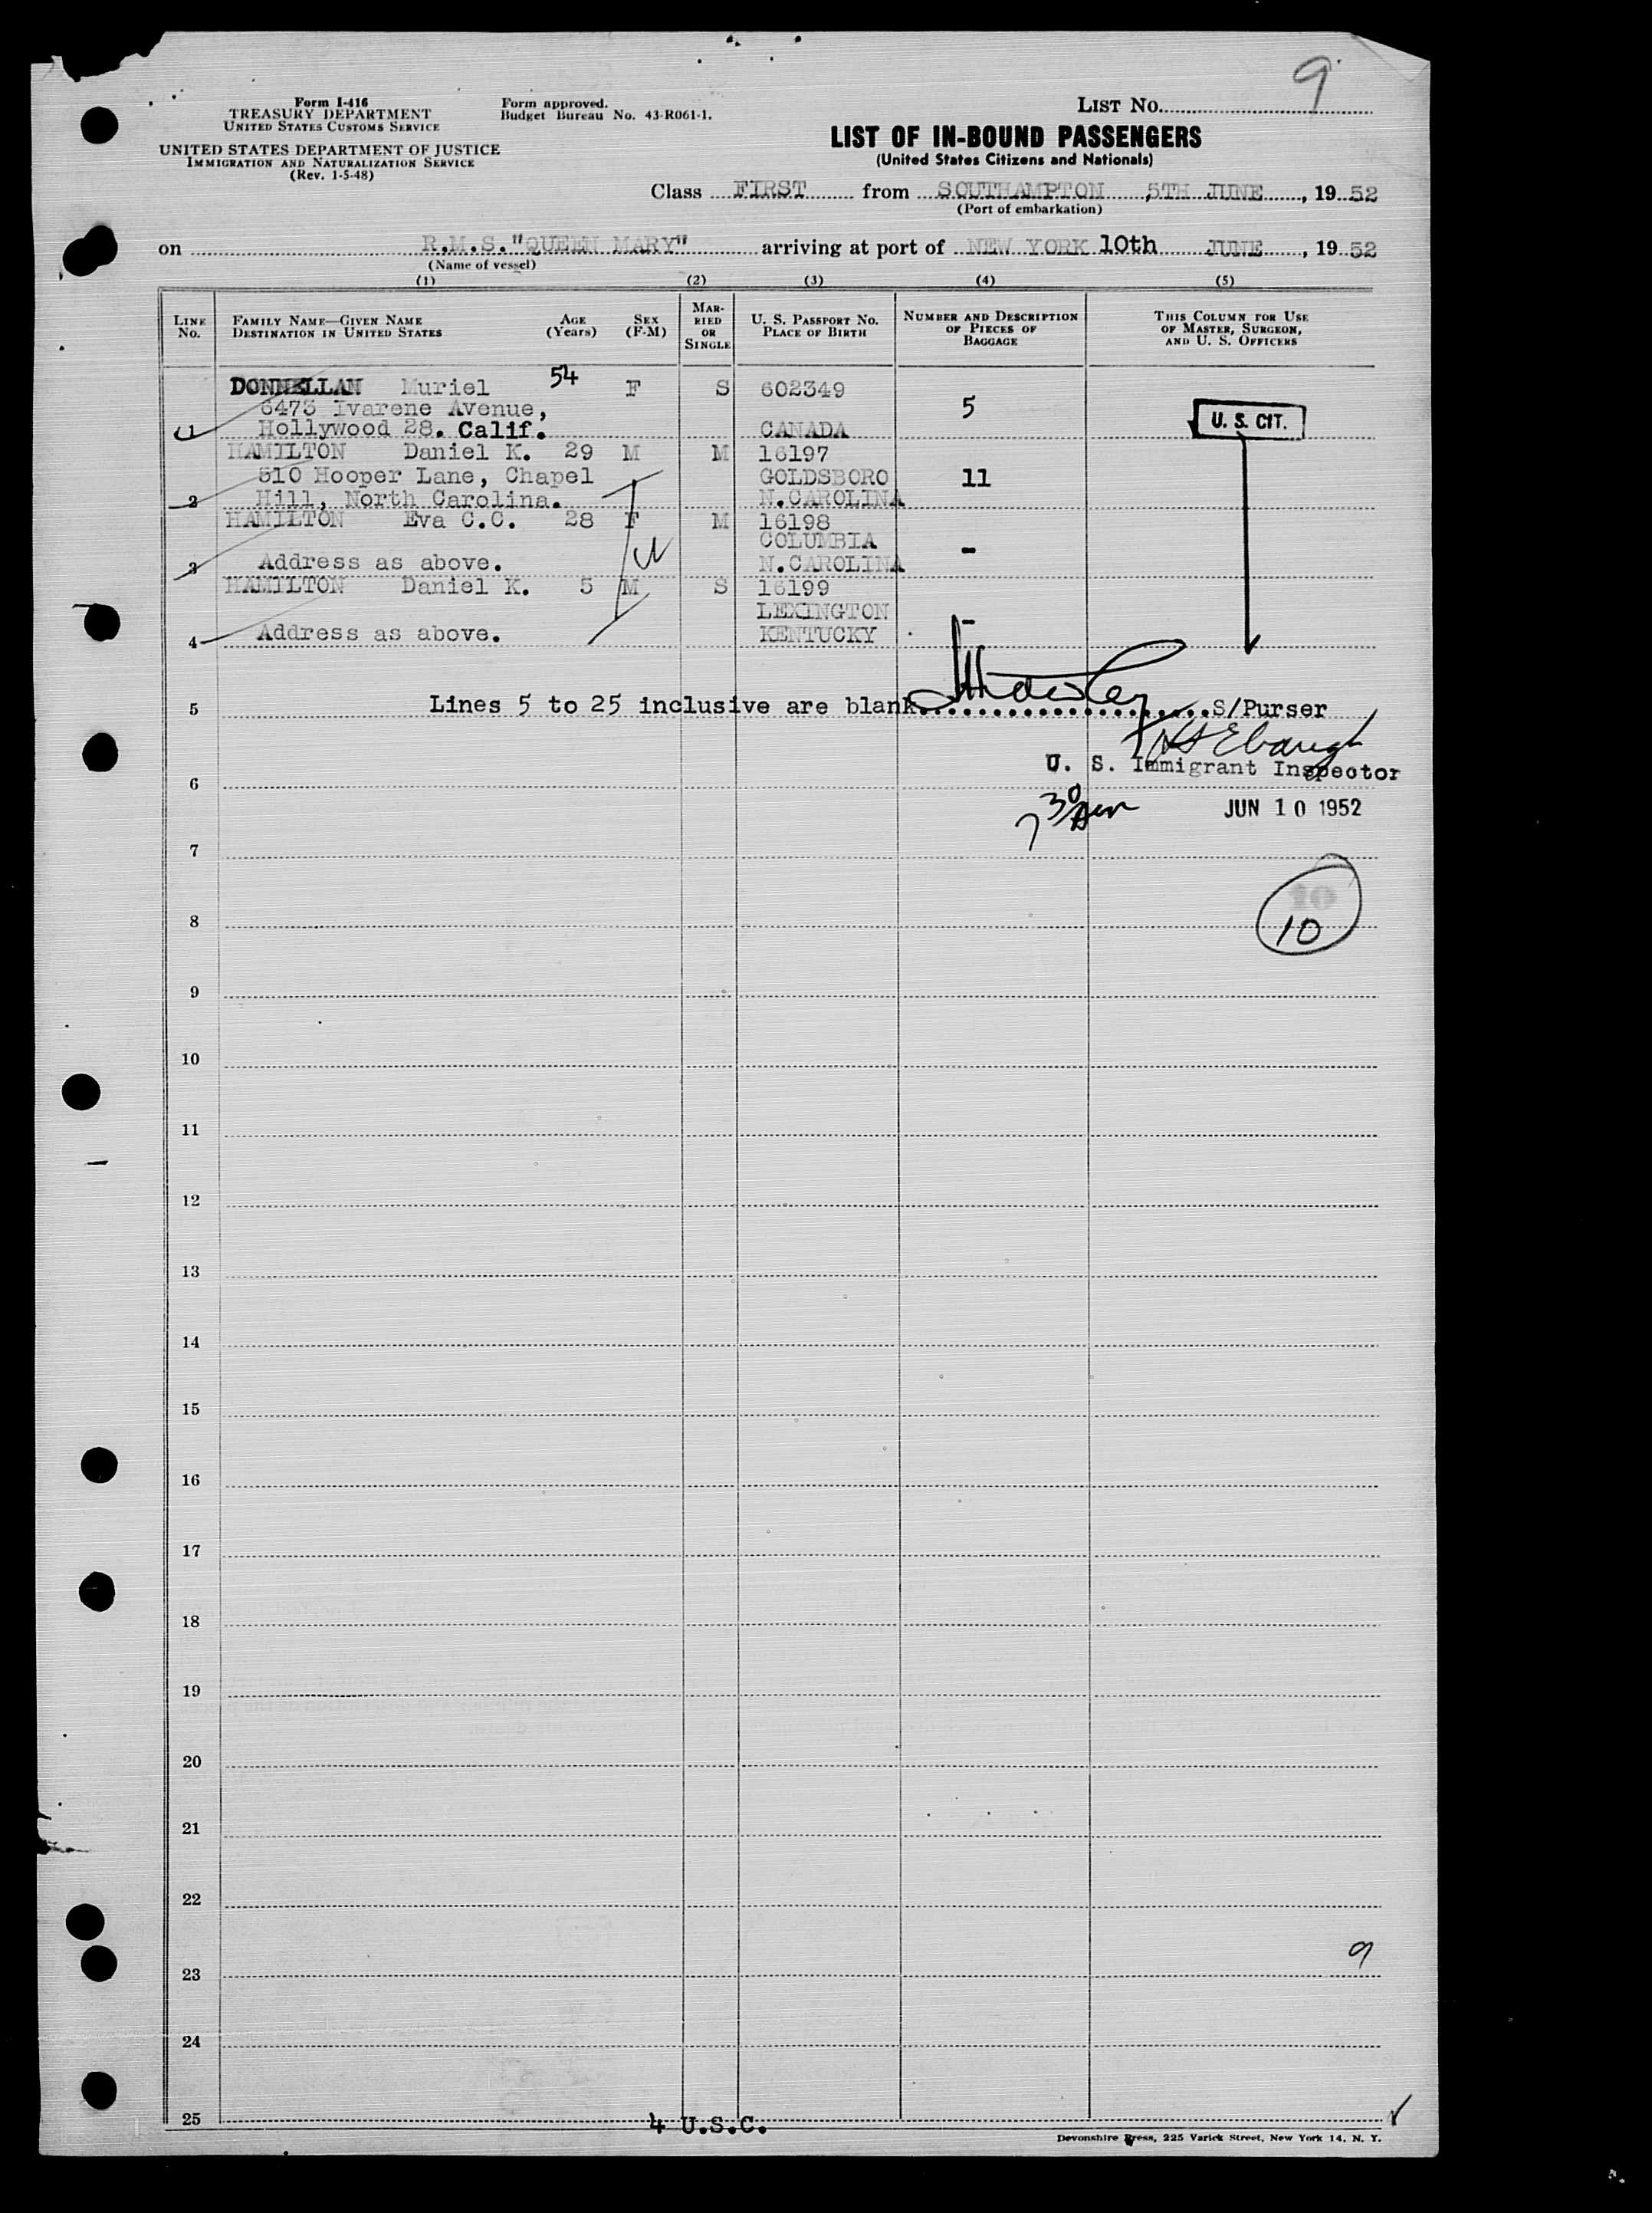 9
Form I-416
TREASURY DEPARTMENT
UNITED STATES CUSTOMS SERVICE
UNITED STATES DEPARTMENT OF JUSTICE
IMMIGRATION AND NATURALIZATION SERVICE
(Rev. 1-5-48)
Form approved.
Budget Bureau No. 43-R061-1.
LIST No.
LIST OF IN-BOUND PASSENGERS
(United States Citizens and Nationals)
Class FIRST from SOUTHAMPTON, 5TH JUNE, 1952
(Port of embarkation)
on R.M.S."QUEEN MARY" arriving at port of NEW YORK 10th JUNE, 1952
(Name of vessel)
(1) (2) (3) (4) (5)
LINE No.
FAMILY NAME—GIVEN NAME
DESTINATION IN UNITED STATES
AGE (Years)
SEX (F-M)
MARRIED OR SINGLE
U. S. PASSPORT NO.
PLACE OF BIRTH
NUMBER AND DESCRIPTION OF PIECES OF BAGGAGE
THIS COLUMN FOR USE OF MASTER, SURGEON, AND U. S. OFFICERS
DONNELLAN Muriel 54 F S 602349
6473 Ivarene Avenue, 5
1 Hollywood 28. Calif. CANADA U. S. CIT.
HAMILTON Daniel K. 29 M M 16197
510 Hooper Lane, Chapel GOLDSBORO 11
2 Hill, North Carolina. N.CAROLINA
HAMILTON Eva C.C. 28 F M 16198
COLUMBIA -
3 Address as above. N.CAROLINA
HAMILTON Daniel K. 5 M S 16199
LEXINGTON -
4 Address as above. KENTUCKY
5 Lines 5 to 25 inclusive are blank. S/Purser
U. S. Immigrant Inspector
6
7 30 JUN 10 1952
7
8 10
9
10
11
12
13
14
15
16
17
18
19
20
21
22
23 9
24
25
4 U.S.C.
Devonshire Press, 225 Varick Street, New York 14, N. Y.